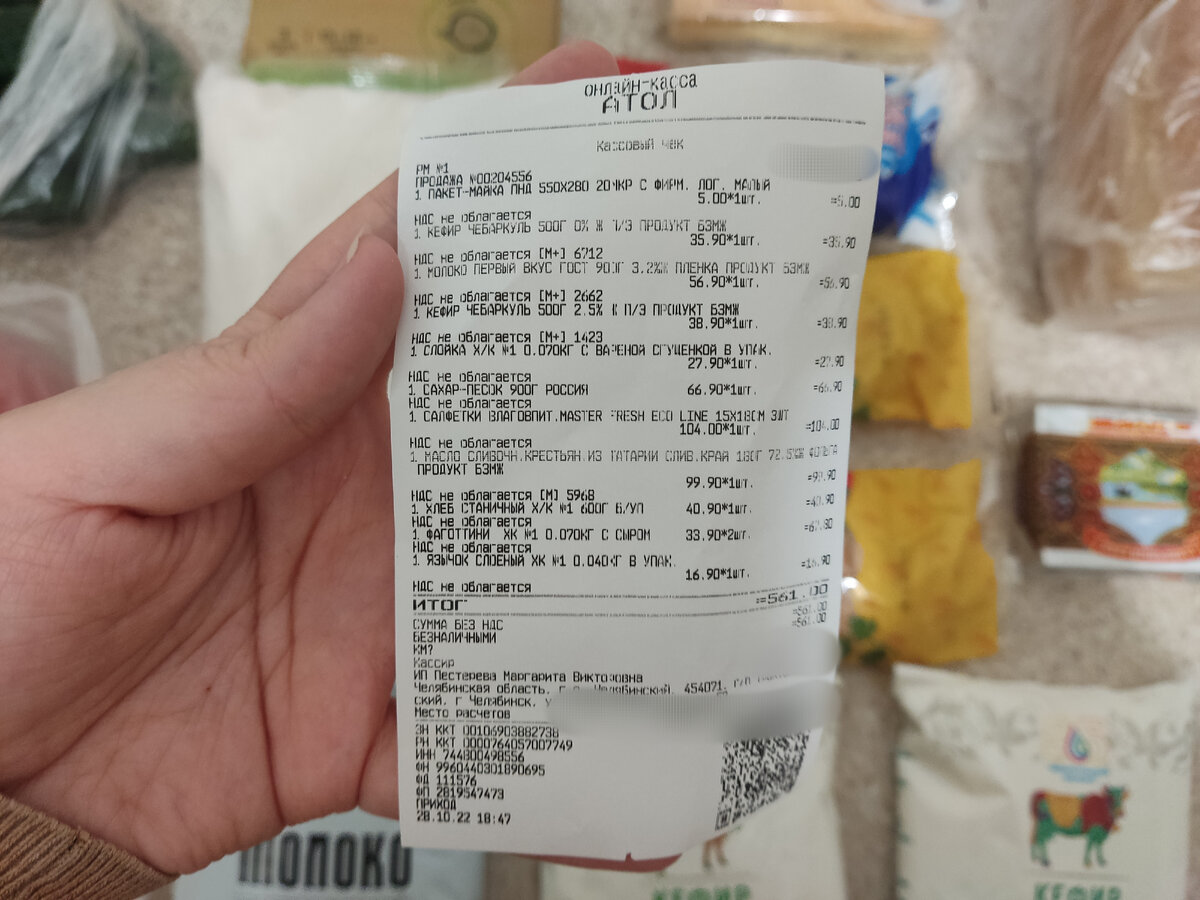 онлайн-касса
АТОЛ
Кассовый чек
РМ №1
ПРОДАЖА №00204556
1 ПАКЕТ-МАЙКА ПНД 550Х280 20МКР С ФИРМ. ЛОГ. МАЛЫЙ
5.00*1шт. =5.00
НДС не облагается
1 КЕФИР ЧЕБАРКУЛЬ 500Г 0% Ж П/Э ПРОДУКТ БЗМЖ
35.90*1шт. =35.90
НДС не облагается [М+] 6712
1 МОЛОКО ПЕРВЫЙ ВКУС ГОСТ 900Г 3.2%Ж ПЛЕНКА ПРОДУКТ БЗМЖ
56.90*1шт. =56.90
НДС не облагается [М+] 2662
1 КЕФИР ЧЕБАРКУЛЬ 500Г 2.5% Ж П/Э ПРОДУКТ БЗМЖ
38.90*1шт. =38.90
НДС не облагается [М+] 1423
1 СЛОЙКА Х/К №1 0.070КГ С ВАРЕНОЙ СГУЩЕНКОЙ В УПАК.
27.90*1шт. =27.90
НДС не облагается
1 САХАР-ПЕСОК 900Г РОССИЯ 66.90*1шт. =66.90
НДС не облагается
1 САЛФЕТКИ ВЛАГОВПИТ.MASTER FRESH ECO LINE 15Х18СМ 3ШТ
104.00*1шт. =104.00
НДС не облагается
1 МАСЛО СЛИВОЧН.КРЕСТЬЯН.ИЗ ТАТАРИИ СЛИВ.КРАЙ 180Г 72.5%Ж ФОЛЬГА
ПРОДУКТ БЗМЖ
99.90*1шт. =99.90
НДС не облагается [М] 5968
1 ХЛЕБ СТАНИЧНЫЙ Х/К №1 600Г Б/УП 40.90*1шт. =40.90
НДС не облагается
1 ФАГОТТИНИ ХК №1 0.070КГ С СЫРОМ 33.90*2шт. =67.80
НДС не облагается
1 ЯЗЫЧОК СЛОЕНЫЙ ХК №1 0.040КГ В УПАК.
16.90*1шт. =16.90
НДС не облагается
ИТОГ =561.00
СУММА БЕЗ НДС =561.00
БЕЗНАЛИЧНЫМИ =561.00
КМ?
Кассир
ИП Пестерева Маргарита Викторовна
Челябинская область, г.о. Челябинский, 454071,
ский, г Челябинск, у
Место расчетов
ЗН ККТ 00106903882738
РН ККТ 0000764057007749
ИНН 744800498556
ФН 9960440301890695
ФД 111576
ФП 2819547473
ПРИХОД
28.10.22 18:47
МОЛОКО
КЕФИР
КЕФИР